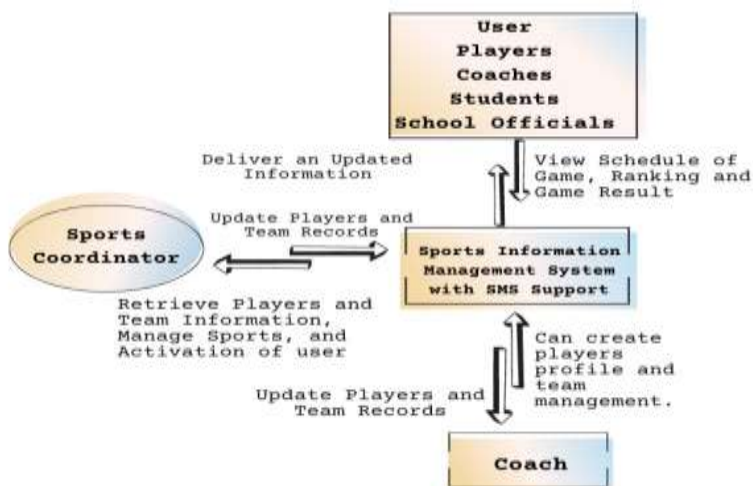 User
Players
Coaches
Students
School Officials
Deliver an Updated
Information
View Schedule of
Game, Ranking and
Game Result
Update Players and
Team Records
Sports
Coordinator
Sports Information
Management System
with SMS Support
Retrieve Players and
Team Information,
Manage Sports, and
Activation of user
Can create
players
profile and
team
management.
Update Players and
Team Records
Coach